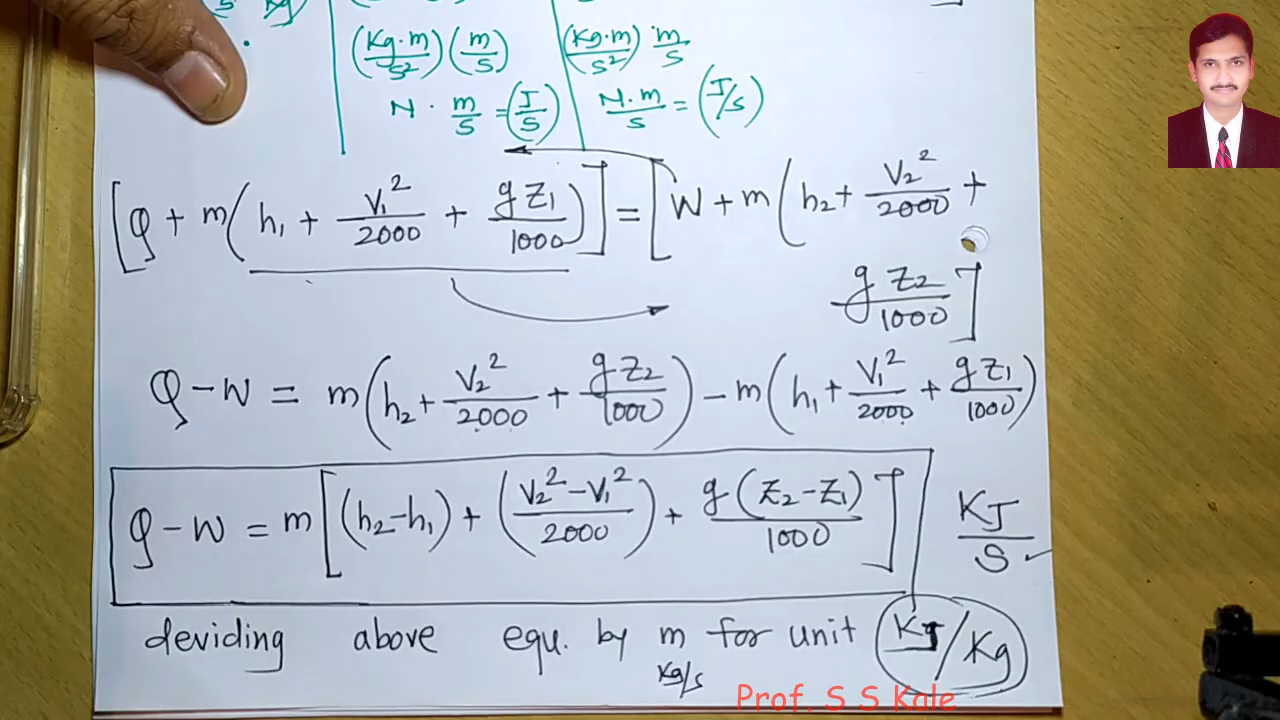 (Kg·m/s²)(m/s) (Kg·m/s²) m/s
N · m/s = (J/s) N·m/s = (J/s)
[Q + m(h₁ + V₁²/2000 + gZ₁/1000)] = [W + m(h₂ + V₂²/2000 +
gZ₂/1000]
Q - W = m(h₂ + V₂²/2000 + gZ₂/1000) - m(h₁ + V₁²/2000 + gZ₁/1000)
Q - W = m[(h₂-h₁) + (V₂²-V₁²/2000) + g(Z₂-Z₁)/1000] KJ/S
deviding above equ. by m for unit KJ/Kg
Kg/s
Prof. S S Kale